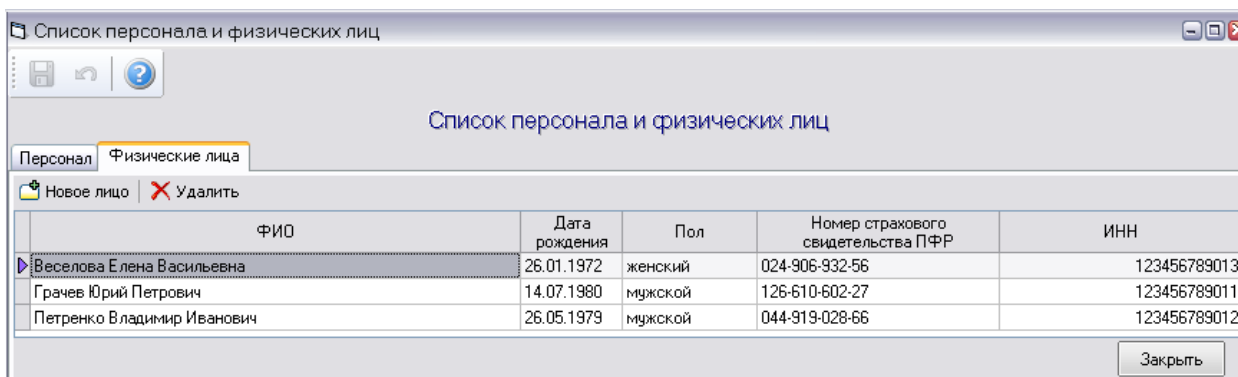 Список персонала и физических лиц
Список персонала и физических лиц
Персонал Физические лица
Новое лицо Удалить
ФИО Дата рождения Пол Номер страхового свидетельства ПФР ИНН
Веселова Елена Васильевна 26.01.1972 женский 024-906-932-56 123456789013
Грачев Юрий Петрович 14.07.1980 мужской 126-610-602-27 123456789011
Петренко Владимир Иванович 26.05.1979 мужской 044-919-028-66 123456789012
Закрыть